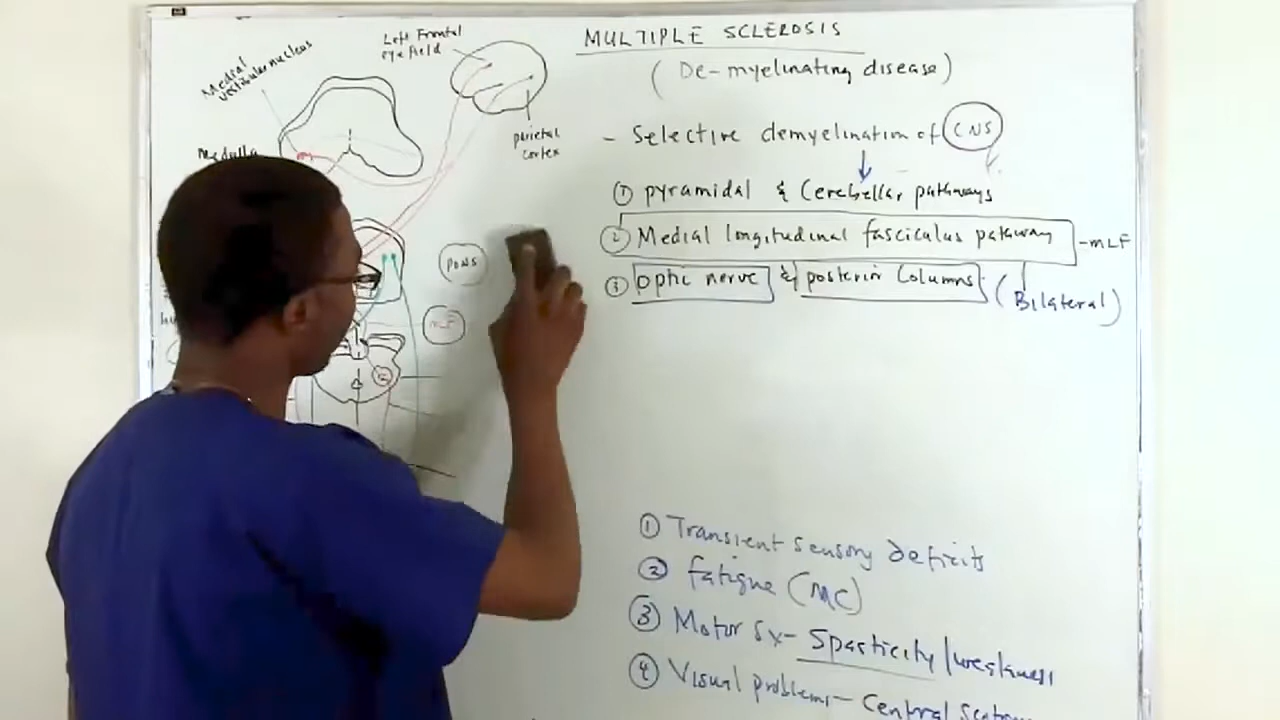 Left Frontal
eye field
Medial
vestibular nucleus
parietal
cortex
Medulla
PONS
MLF
MULTIPLE SCLEROSIS
(De-myelinating disease)
- Selective demyelination of CNS
① pyramidal & Cerebellar pathways
② Medial longitudinal fasciculus patuway -MLF
③ optic nerve & posterior Columns. (Bilateral)
① Transient sensory deficits
② fatigue (MC)
③ Motor Sx- Spasticity/weakness
④ Visual problems- Central